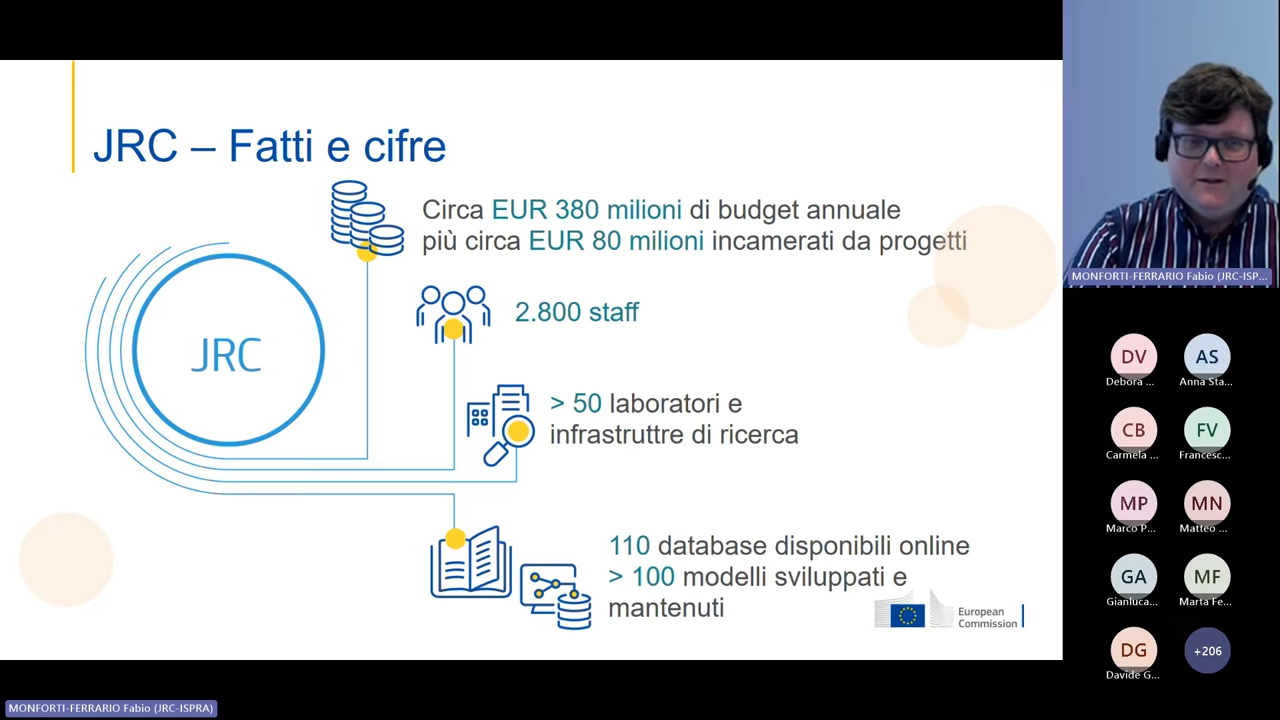 JRC – Fatti e cifre
Circa EUR 380 milioni di budget annuale
più circa EUR 80 milioni incamerati da progetti
JRC
2.800 staff
> 50 laboratori e
infrastruttre di ricerca
110 database disponibili online
> 100 modelli sviluppati e
mantenuti
European
Commission
MONFORTI-FERRARIO Fabio (JRC-ISP...
DV
Debora ...
AS
Anna Sta...
CB
Carmela ...
FV
Francesc...
MP
Marco P...
MN
Matteo ...
GA
Gianluca...
MF
Marta Fe...
DG
Davide G...
+206
MONFORTI-FERRARIO Fabio (JRC-ISPRA)